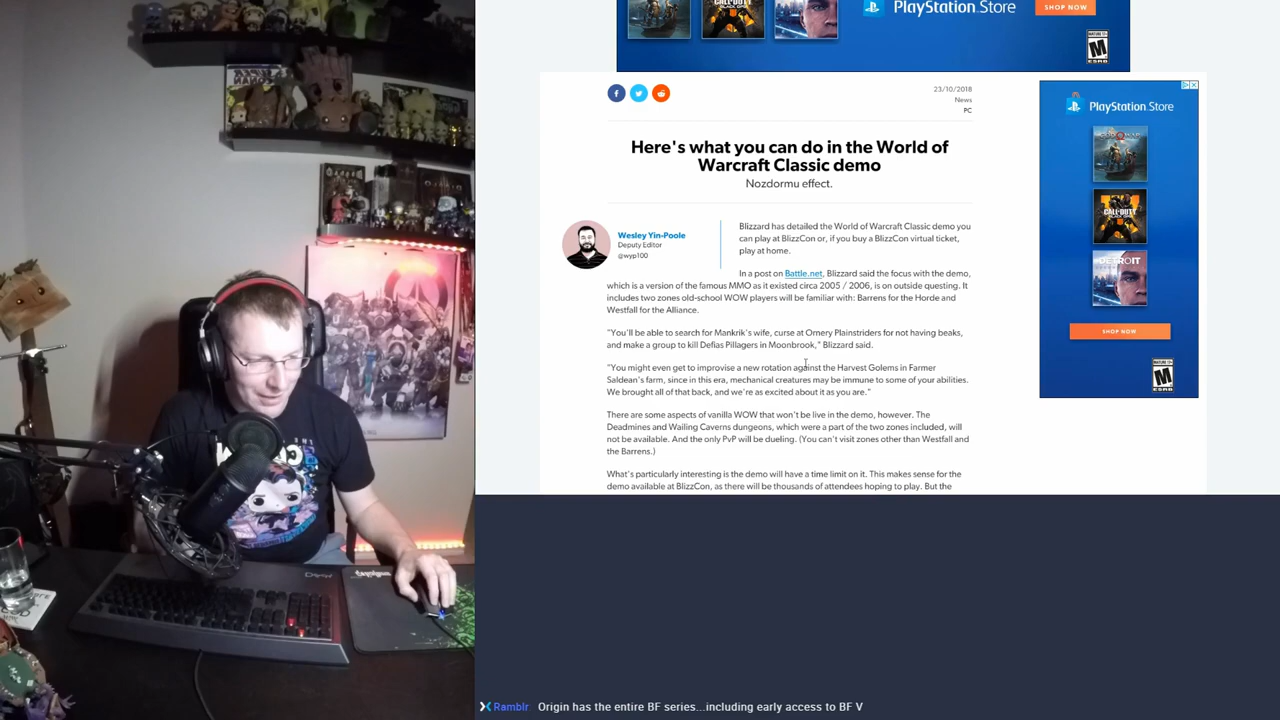 PlayStation.Store
SHOP NOW
CALL OF DUTY
M
ESRB
23/10/2018
News
PC
Here's what you can do in the World of
Warcraft Classic demo
Nozdormu effect.
Wesley Yin-Poole
Deputy Editor
@wyp100
Blizzard has detailed the World of Warcraft Classic demo you
can play at BlizzCon or, if you buy a BlizzCon virtual ticket,
play at home.
In a post on Battle.net, Blizzard said the focus with the demo,
which is a version of the famous MMO as it existed circa 2005 / 2006, is on outside questing. It
includes two zones old-school WOW players will be familiar with: Barrens for the Horde and
Westfall for the Alliance.
"You'll be able to search for Mankrik's wife, curse at Ornery Plainstriders for not having beaks,
and make a group to kill Defias Pillagers in Moonbrook," Blizzard said.
"You might even get to improvise a new rotation against the Harvest Golems in Farmer
Saldean's farm, since in this era, mechanical creatures may be immune to some of your abilities.
We brought all of that back, and we're as excited about it as you are."
There are some aspects of vanilla WOW that won't be live in the demo, however. The
Deadmines and Wailing Caverns dungeons, which were a part of the two zones included, will
not be available. And the only PvP will be dueling. (You can't visit zones other than Westfall and
the Barrens.)
What's particularly interesting is the demo will have a time limit on it. This makes sense for the
demo available at BlizzCon, as there will be thousands of attendees hoping to play. But the
PlayStation.Store
CALL OF DUTY
DETROIT
SHOP NOW
M
ESRB
Ramblr Origin has the entire BF series...including early access to BF V